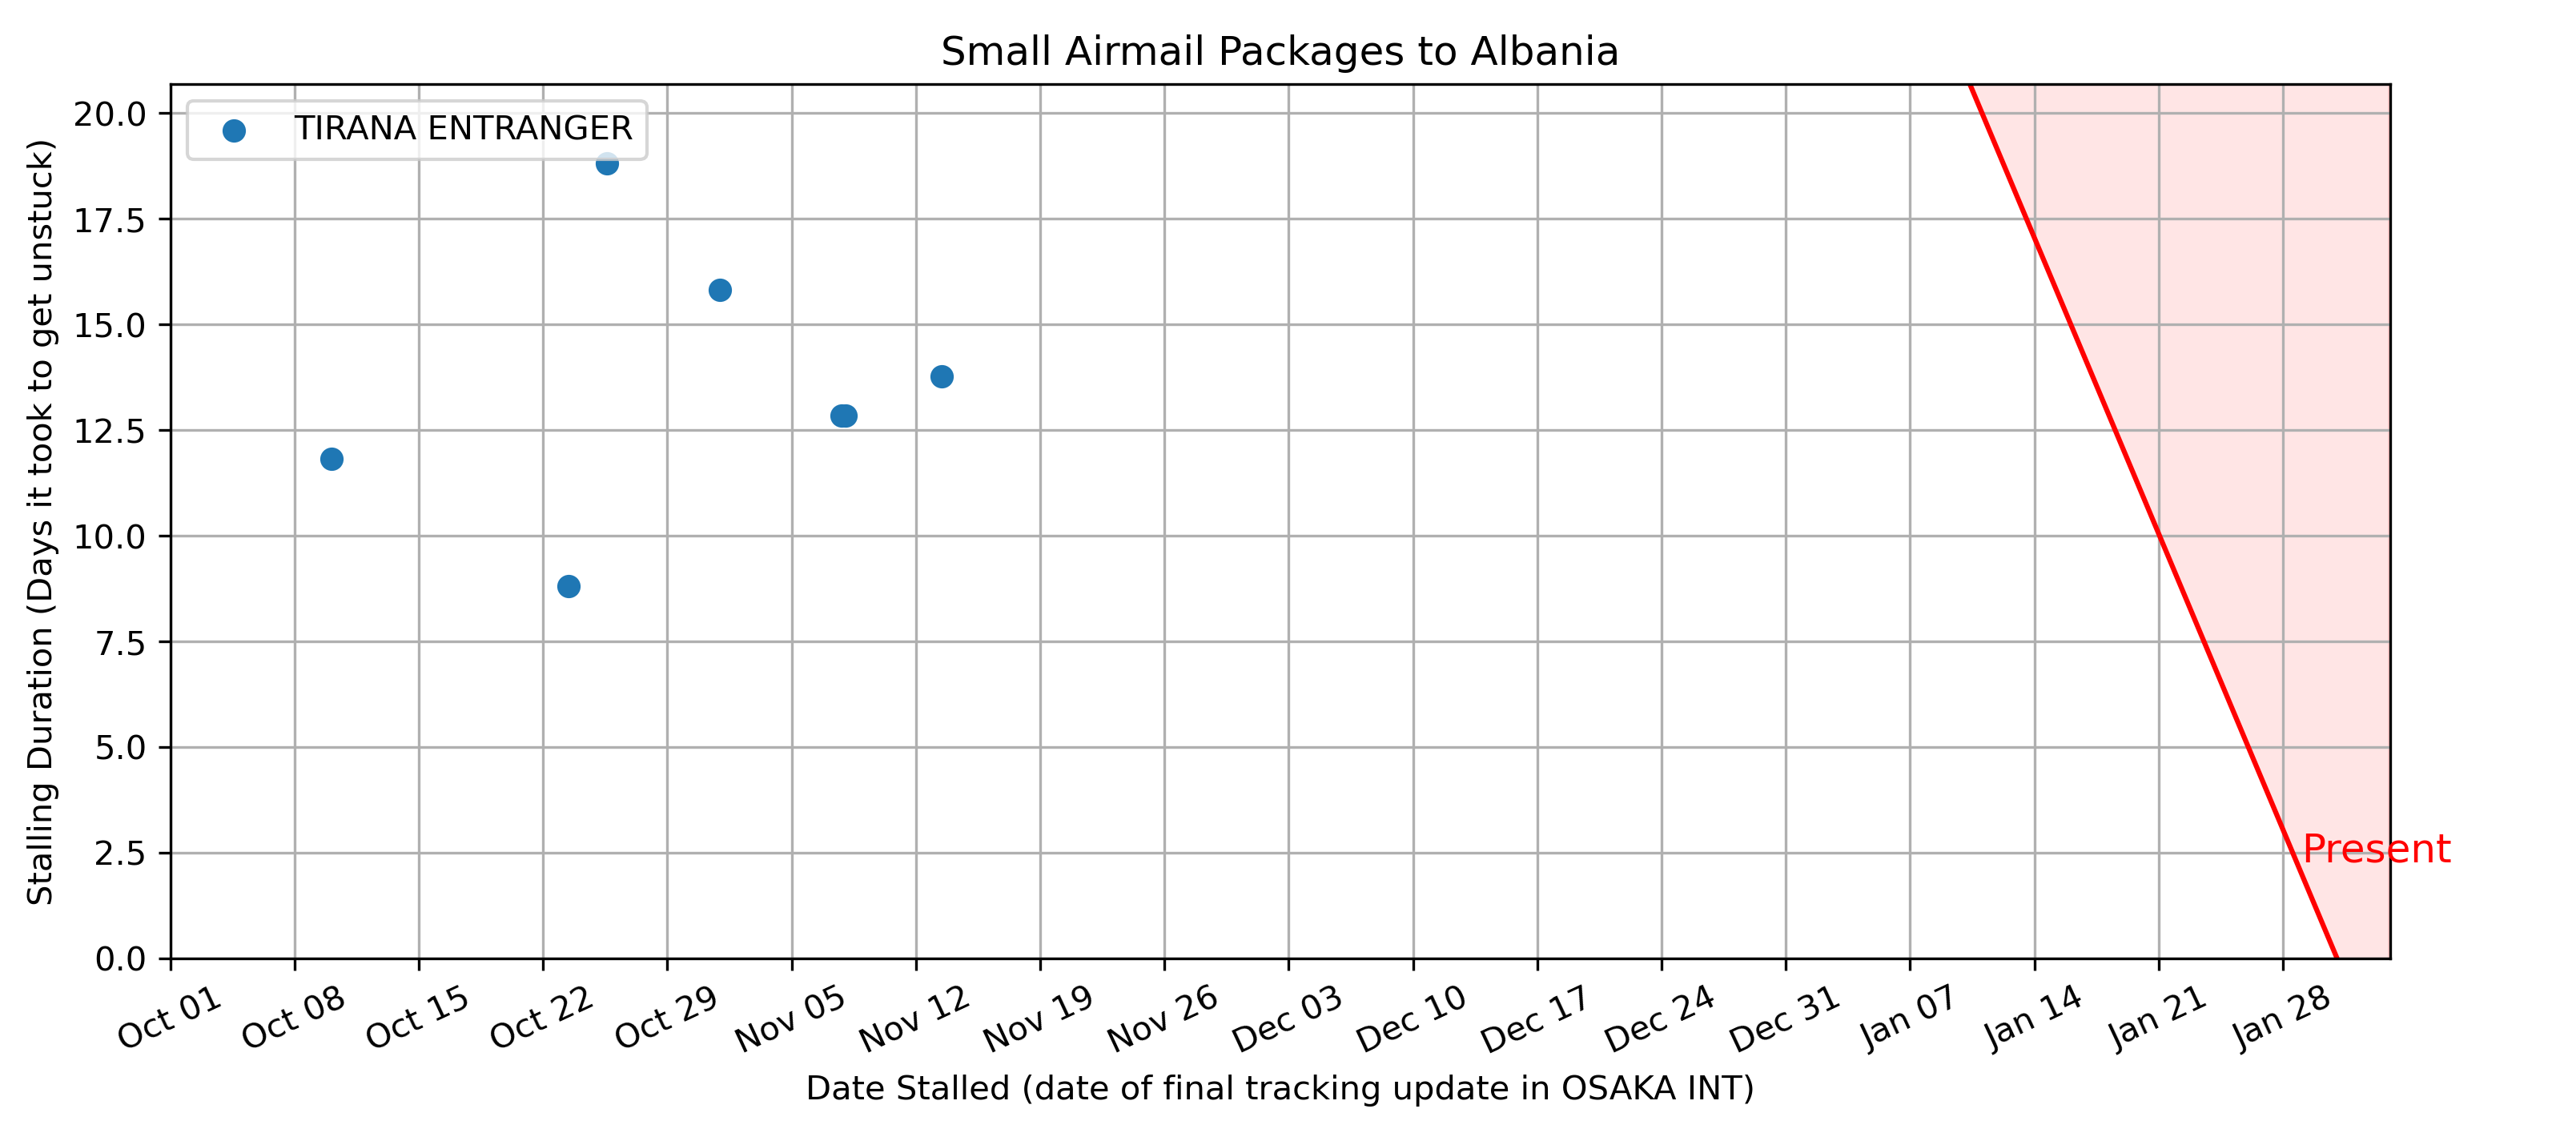 Small Airmail Packages to Albania
TIRANA ENTRANGER
Stalling Duration (Days it took to get unstuck)
20.0
17.5
15.0
12.5
10.0
7.5
5.0
2.5
0.0
Present
Oct 01 Oct 08 Oct 15 Oct 22 Oct 29 Nov 05 Nov 12 Nov 19 Nov 26 Dec 03 Dec 10 Dec 17 Dec 24 Dec 31 Jan 07 Jan 14 Jan 21 Jan 28
Date Stalled (date of final tracking update in OSAKA INT)